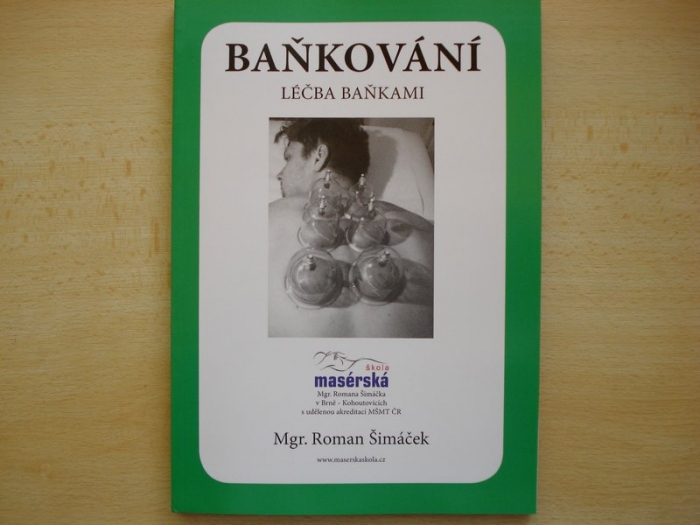 BAŇKOVÁNÍ
LÉČBA BAŇKAMI
škola
masérská
Mgr. Romana Šimáčka
v Brně - Kohoutovicích
s udělenou akreditací MŠMT ČR
Mgr. Roman Šimáček
www.maserskaskola.cz